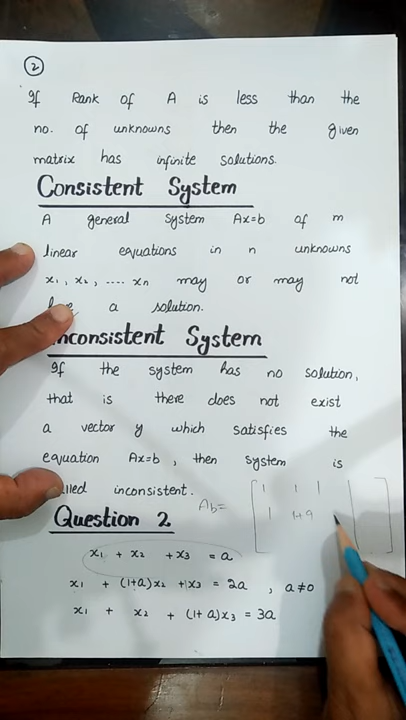 2
If Rank of A is less than the
no. of unknowns then the given
matrix has infinite solutions.
Consistent System
A general system Ax=b of m
linear equations in n unknowns
x₁, x₂, .... xn may or may not
a solution.
Inconsistent System
If the system has no solution,
that is there does not exist
a vector y which satisfies the
equation Ax=b, then system is
called inconsistent.
Ab= [ 1 1 1 | ]
1 1+a
Question 2
x₁ + x₂ + x₃ = a
x₁ + (1+a)x₂ + x₃ = 2a , a≠0
x₁ + x₂ + (1+a)x₃ = 3a